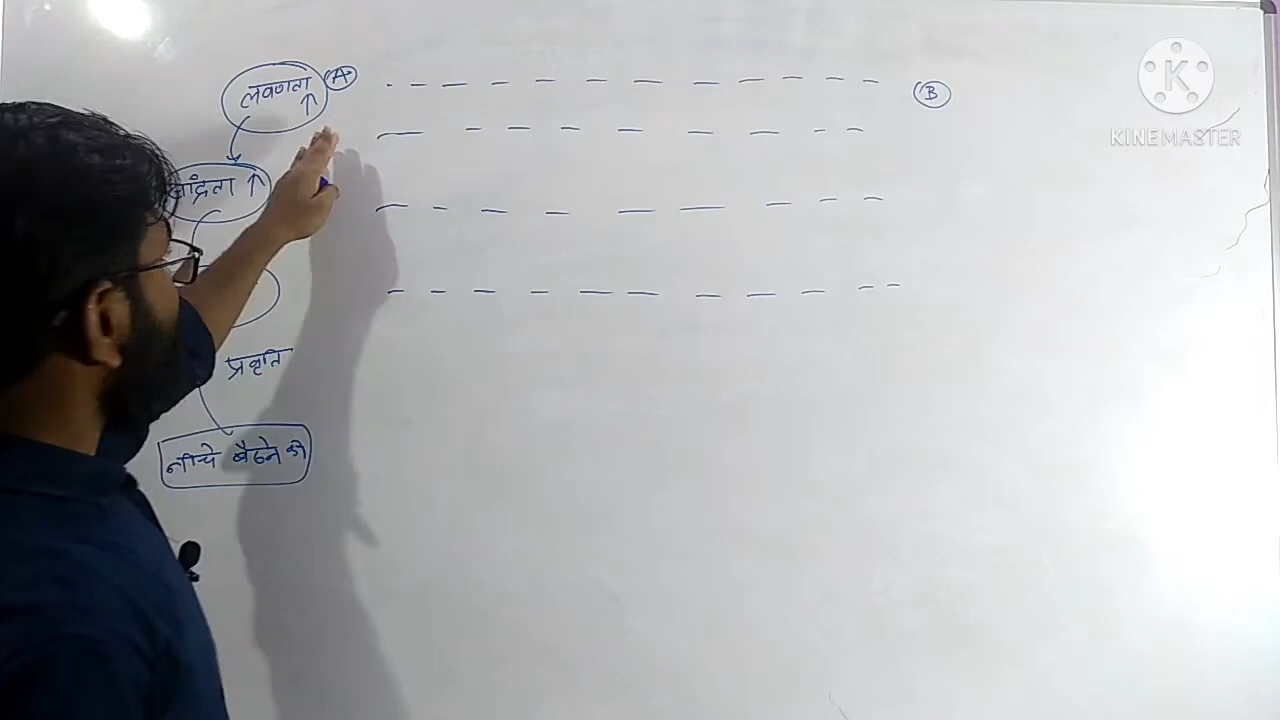 लवणता ↑ A
B
सांद्रता ↑
प्रवृति
नीचे बैठने की
K
KINEMASTER